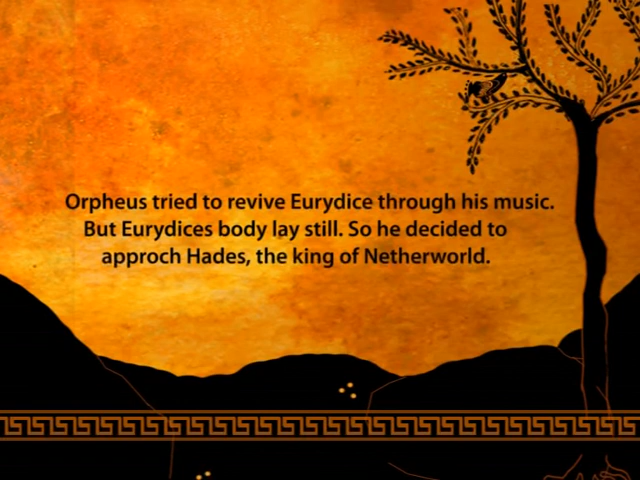 Orpheus tried to revive Eurydice through his music.
But Eurydices body lay still. So he decided to
approch Hades, the king of Netherworld.